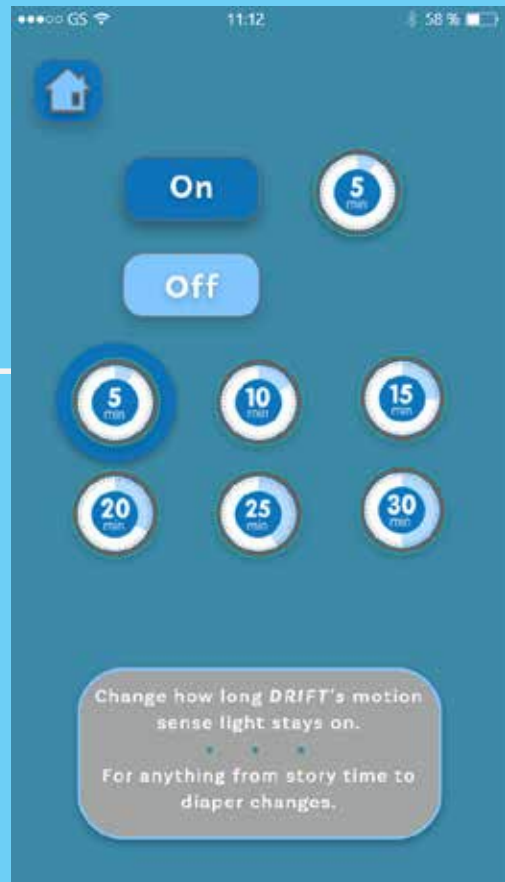 GS 11:12 58 %
On
5 min
Off
5 min
10 min
15 min
20 min
25 min
30 min
Change how long DRIFT's motion
sense light stays on.
For anything from story time to
diaper changes.